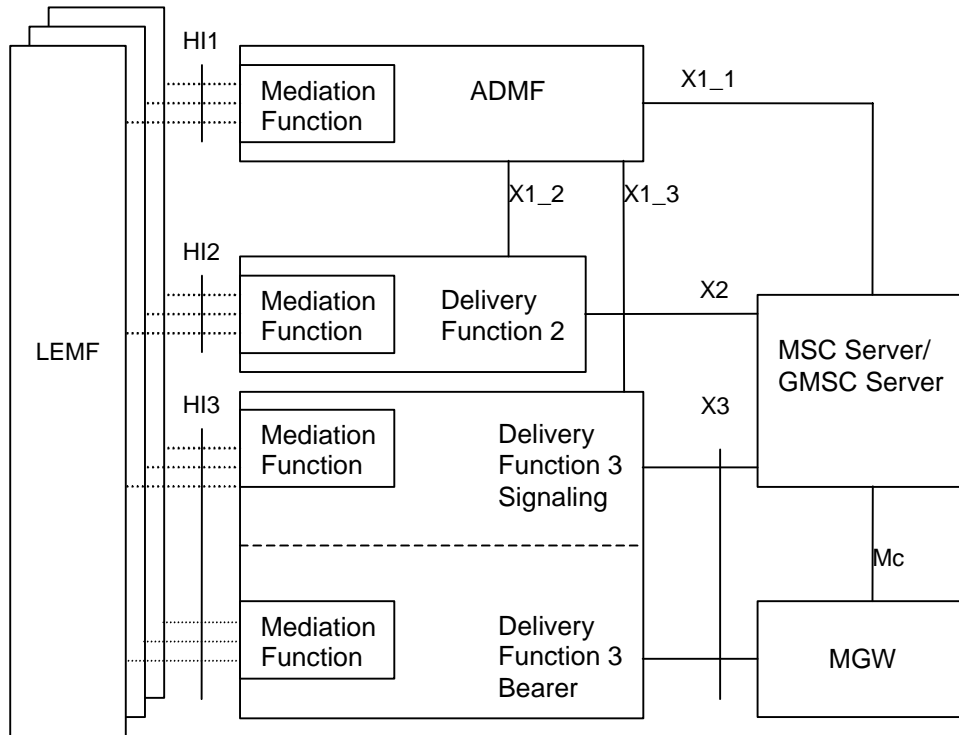 HI1
Mediation
Function
ADMF
X1_1
X1_2
X1_3
HI2
Mediation
Function
Delivery
Function 2
X2
LEMF
MSC Server/
GMSC Server
HI3
Mediation
Function
Delivery
Function 3
Signaling
X3
Mc
Mediation
Function
Delivery
Function 3
Bearer
MGW